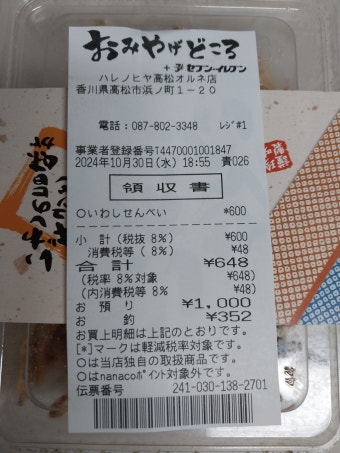 おみやげどころ
+セブン-イレブン
ハレノヒヤ高松オルネ店
香川県高松市浜ノ町1-20
電話:087-802-3348 レジ#1
事業者登録番号T4470001001847
2024年10月30日(水) 18:55 責026
領収書
○いわしせんべい *600
小 計(税抜 8%) ¥600
消費税等( 8%) ¥48
合計 ¥648
(税率 8%対象 ¥648)
(内消費税等 8% ¥48)
お 預 り ¥1,000
お 釣 ¥352
お買上明細は上記のとおりです。
[*]マークは軽減税率対象です。
○は当店独自の取扱商品です。
○はnanacoポイント対象外です。
伝票番号 241-030-138-2701